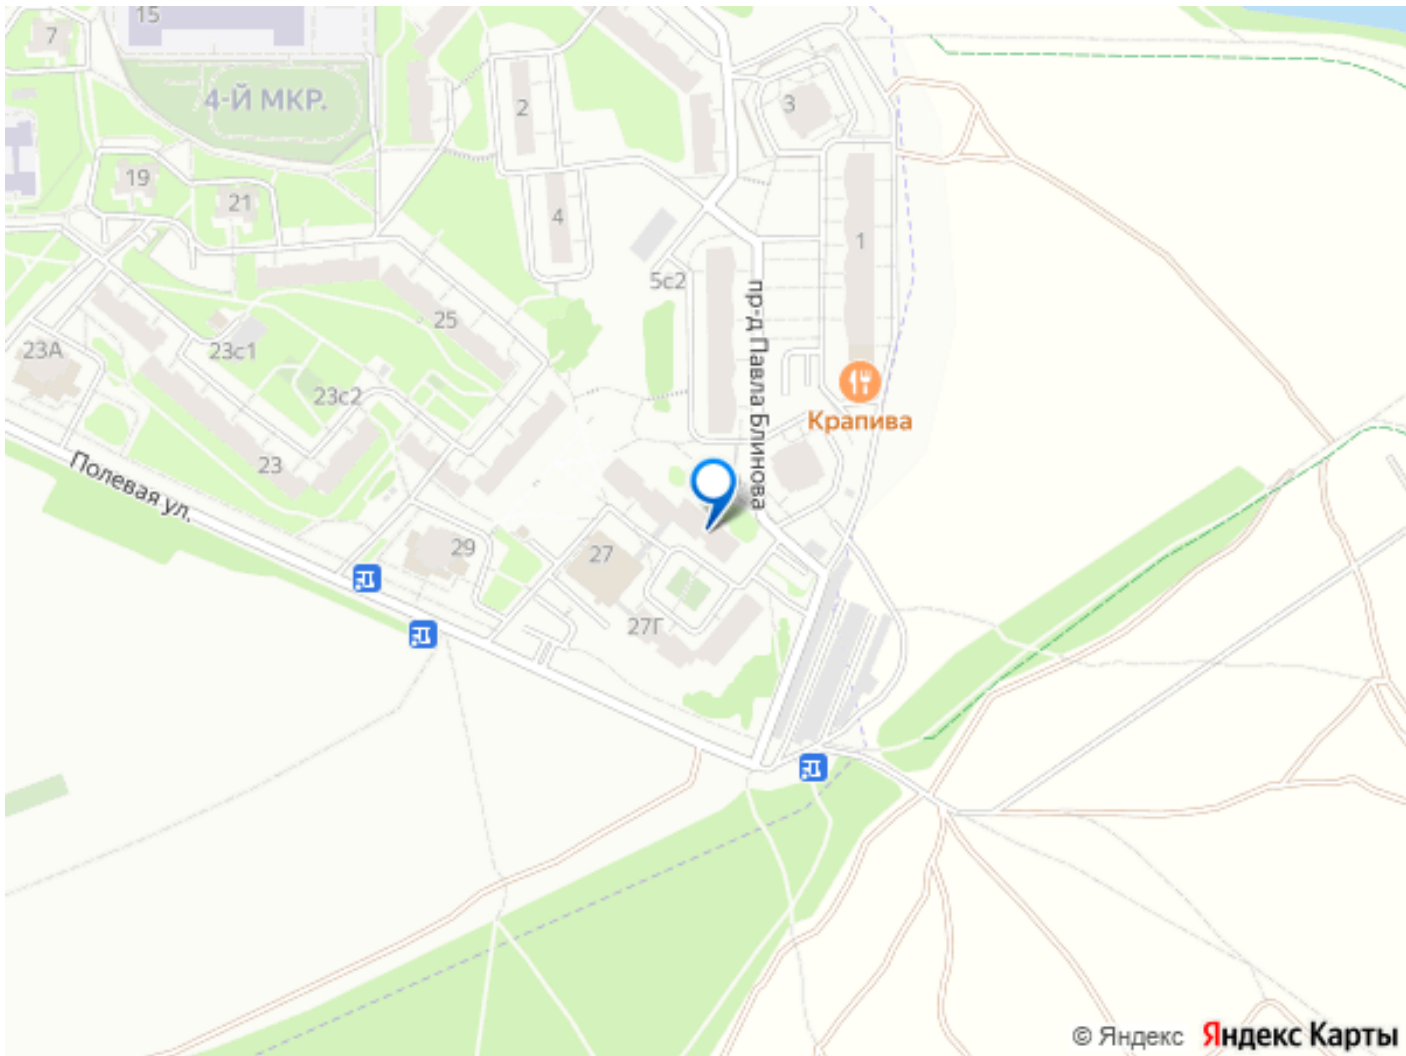 15
7
4-Й МКР.
2
3
19
21
4
1
5с2
25
пр-д Павла Блинова
23А
23с1
23с2
Крапива
23
Полевая ул.
29
27
27Г
© Яндекс Яндекс Карты